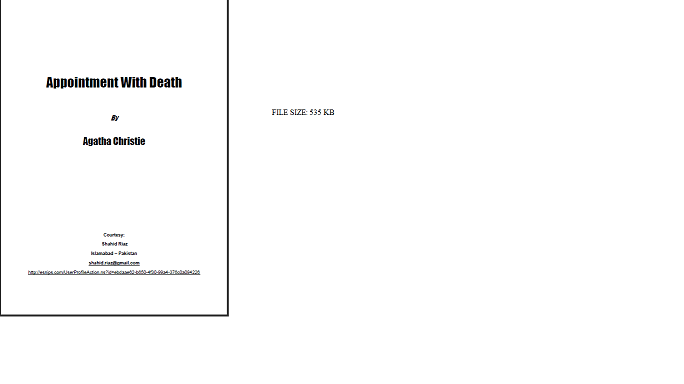 Appointment With Death
By
Agatha Christie
FILE SIZE: 535 KB
Courtesy:
Shahid Riaz
Islamabad – Pakistan
shahid.riaz@gmail.com